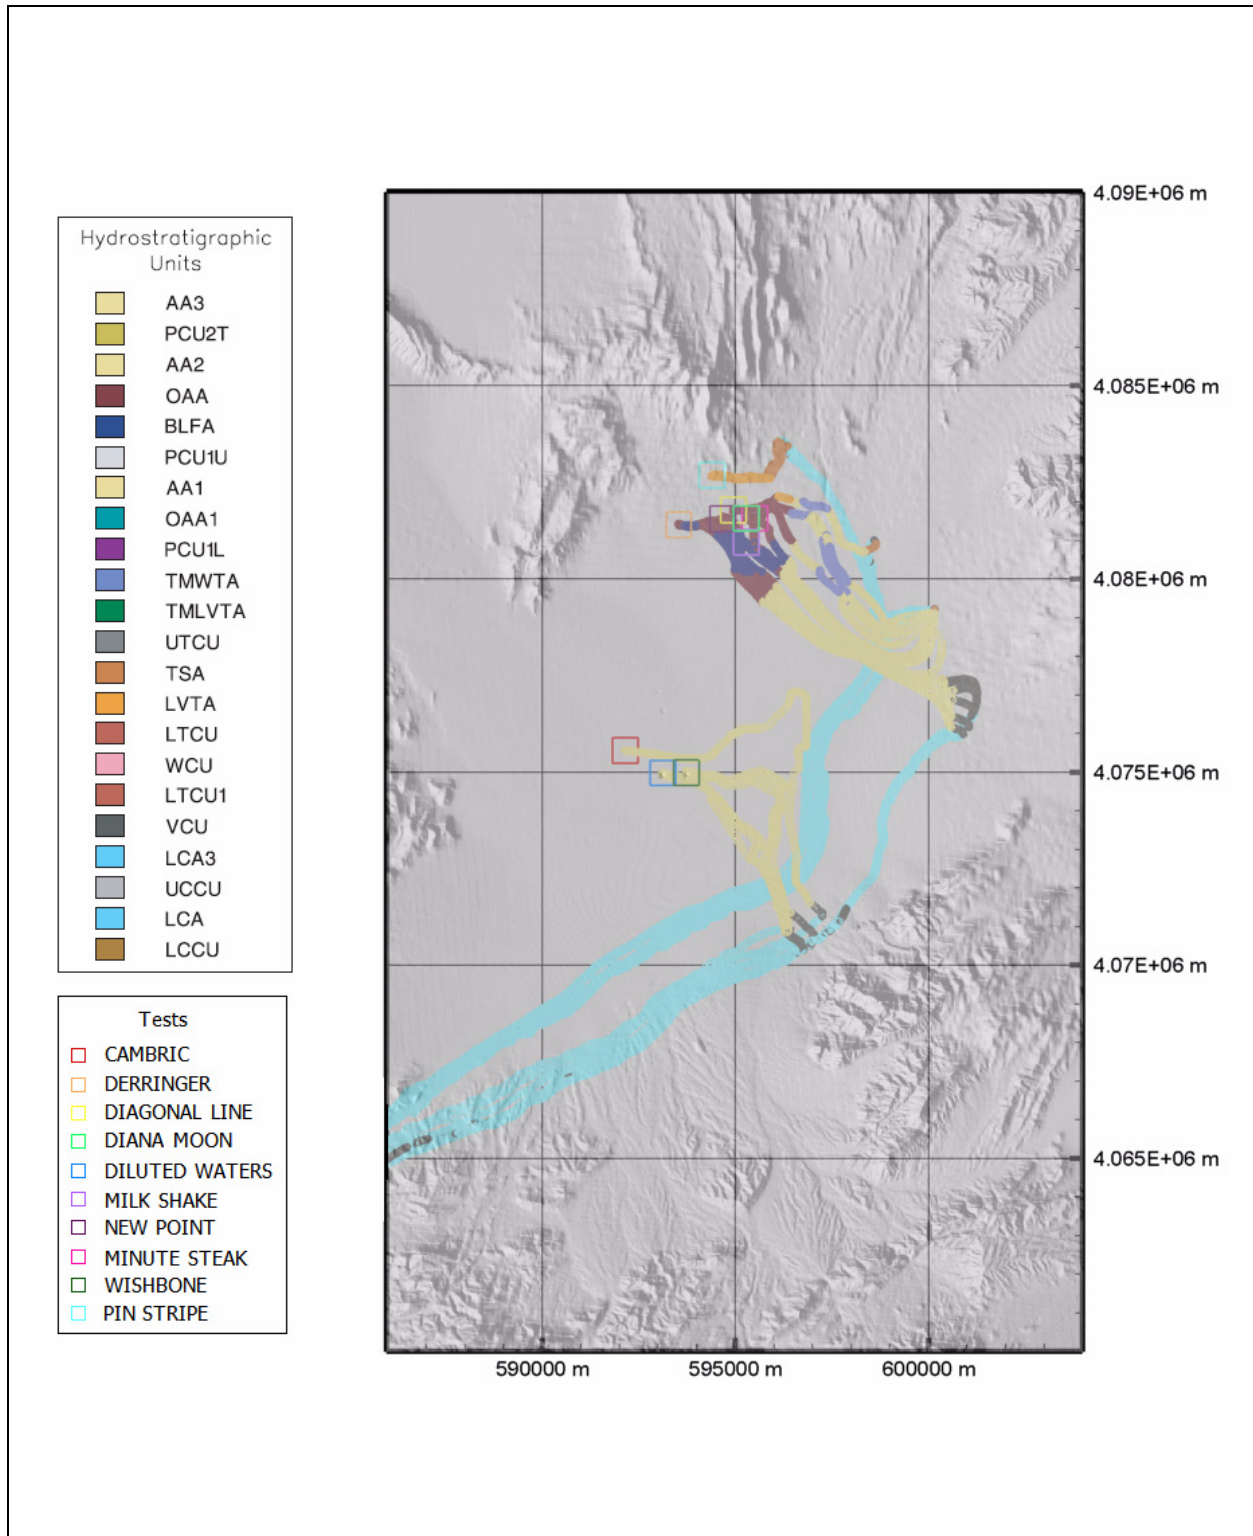 Hydrostratigraphic
Units
AA3
PCU2T
AA2
OAA
BLFA
PCU1U
AA1
OAA1
PCU1L
TMWTA
TMLVTA
UTCU
TSA
LVTA
LTCU
WCU
LTCU1
VCU
LCA3
UCCU
LCA
LCCU
Tests
CAMBRIC
DERRINGER
DIAGONAL LINE
DIANA MOON
DILUTED WATERS
MILK SHAKE
NEW POINT
MINUTE STEAK
WISHBONE
PIN STRIPE
4.09E+06 m
4.085E+06 m
4.08E+06 m
4.075E+06 m
4.07E+06 m
4.065E+06 m
590000 m
595000 m
600000 m